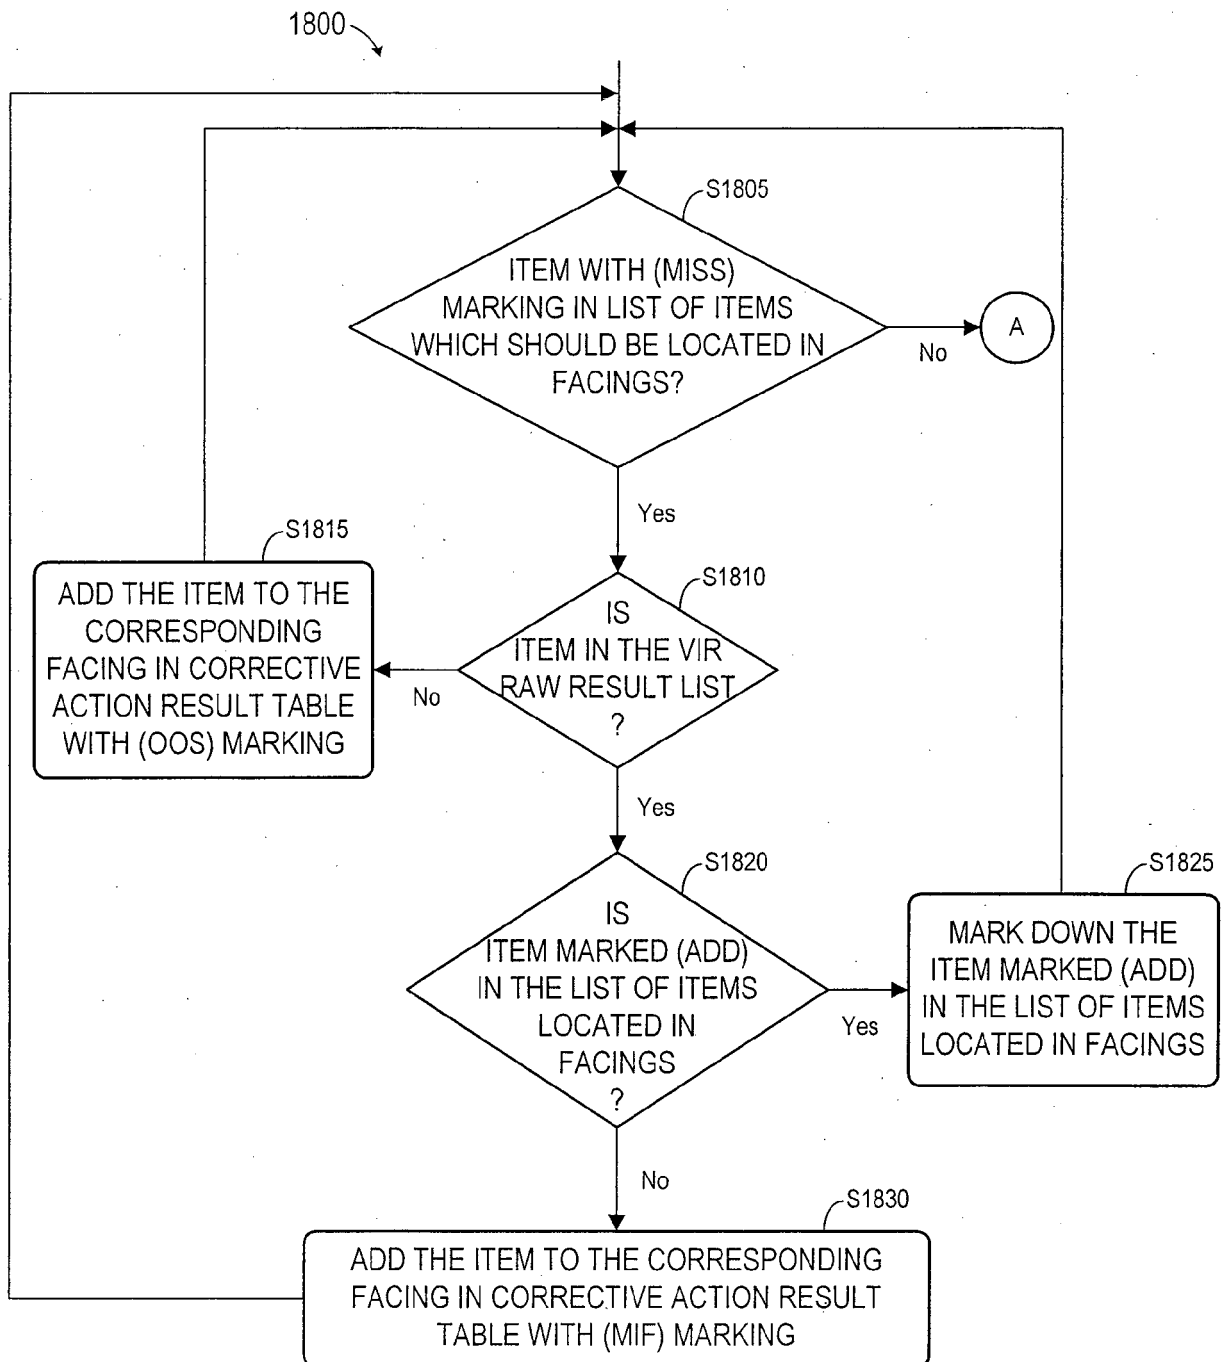 1800
S1805
ITEM WITH (MISS)
MARKING IN LIST OF ITEMS
WHICH SHOULD BE LOCATED IN
FACINGS?
No
A
Yes
S1815
ADD THE ITEM TO THE
CORRESPONDING
FACING IN CORRECTIVE
ACTION RESULT TABLE
WITH (OOS) MARKING
S1810
IS
ITEM IN THE VIR
RAW RESULT LIST
?
No
Yes
S1820
IS
ITEM MARKED (ADD)
IN THE LIST OF ITEMS
LOCATED IN
FACINGS
?
Yes
S1825
MARK DOWN THE
ITEM MARKED (ADD)
IN THE LIST OF ITEMS
LOCATED IN FACINGS
No
S1830
ADD THE ITEM TO THE CORRESPONDING
FACING IN CORRECTIVE ACTION RESULT
TABLE WITH (MIF) MARKING